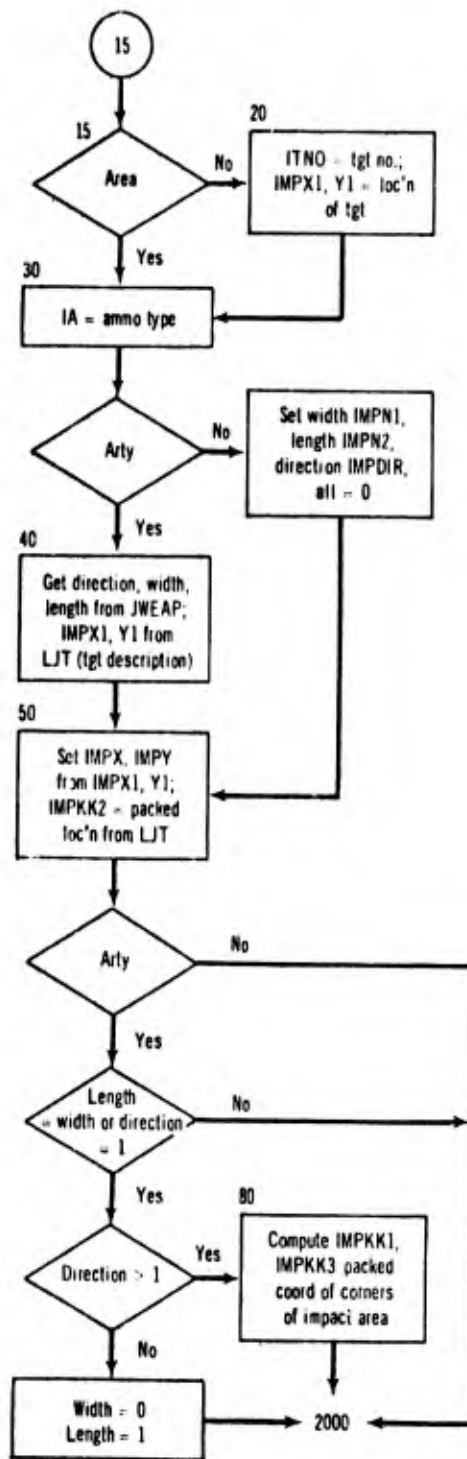 15
15
Area
No
Yes
20
ITNO = tgt no.;
IMPX1, Y1 = loc'n
of tgt
30
IA = ammo type
Arty
No
Yes
Set width IMPN1,
length IMPN2,
direction IMPDIR,
all = 0
40
Get direction, width,
length from JWEAP;
IMPX1, Y1 from
LJT (tgt description)
50
Set IMPX, IMPY
from IMPX1, Y1;
IMPKK2 = packed
loc'n from LJT
Arty
No
Yes
Length
= width or direction
= 1
No
Yes
Direction > 1
Yes
No
80
Compute IMPKK1,
IMPKK3 packed
coord of corners
of impact area
Width = 0
Length = 1
2000